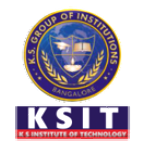 K.S. GROUP OF INSTITUTIONS
BANGALORE
KSIT
K S INSTITUTE OF TECHNOLOGY